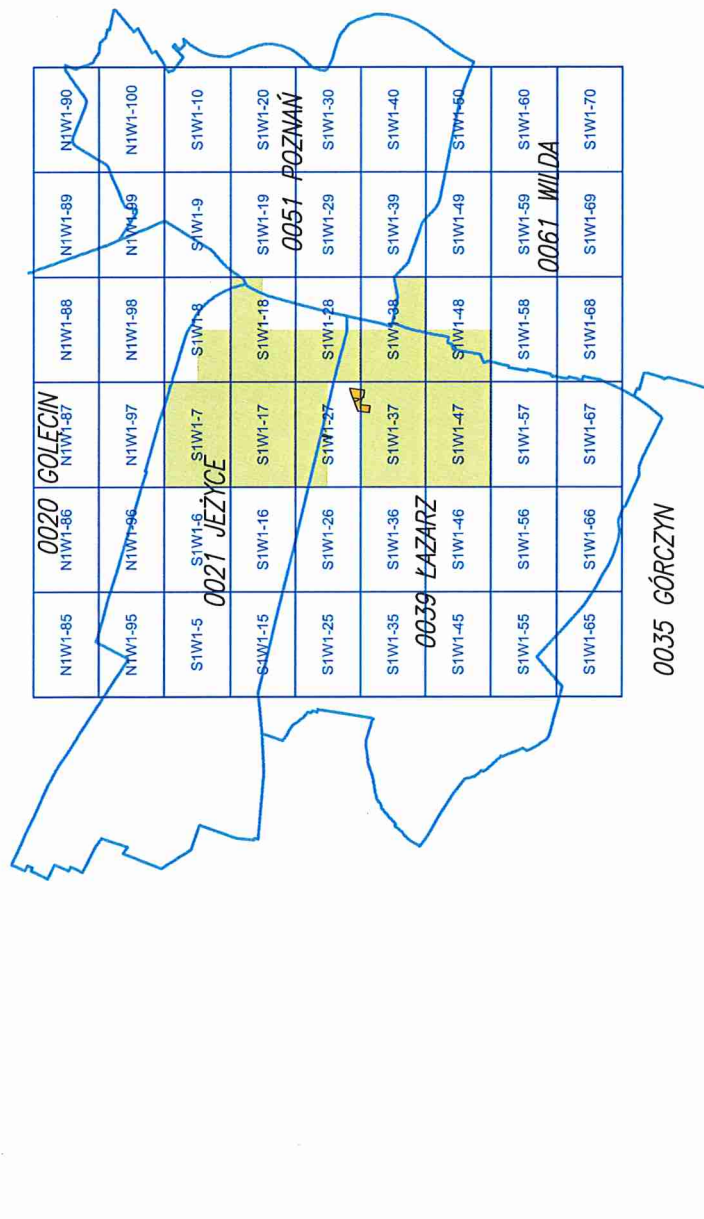 0020 GOLĘCIN
N1W1-85 N1W1-86 N1W1-87 N1W1-88 N1W1-89 N1W1-90
N1W1-95 N1W1-96 N1W1-97 N1W1-98 N1W1-99 N1W1-100
S1W1-5 S1W1-6 S1W1-7 S1W1-8 S1W1-9 S1W1-10
0021 JEŻYCE
S1W1-15 S1W1-16 S1W1-17 S1W1-18 S1W1-19 S1W1-20
0051 POZNAŃ
S1W1-25 S1W1-26 S1W1-27 S1W1-28 S1W1-29 S1W1-30
S1W1-35 S1W1-36 S1W1-37 S1W1-38 S1W1-39 S1W1-40
0039 ŁAZARZ
S1W1-45 S1W1-46 S1W1-47 S1W1-48 S1W1-49 S1W1-50
S1W1-55 S1W1-56 S1W1-57 S1W1-58 S1W1-59 S1W1-60
0061 WILDA
S1W1-65 S1W1-66 S1W1-67 S1W1-68 S1W1-69 S1W1-70
0035 GÓRCZYN